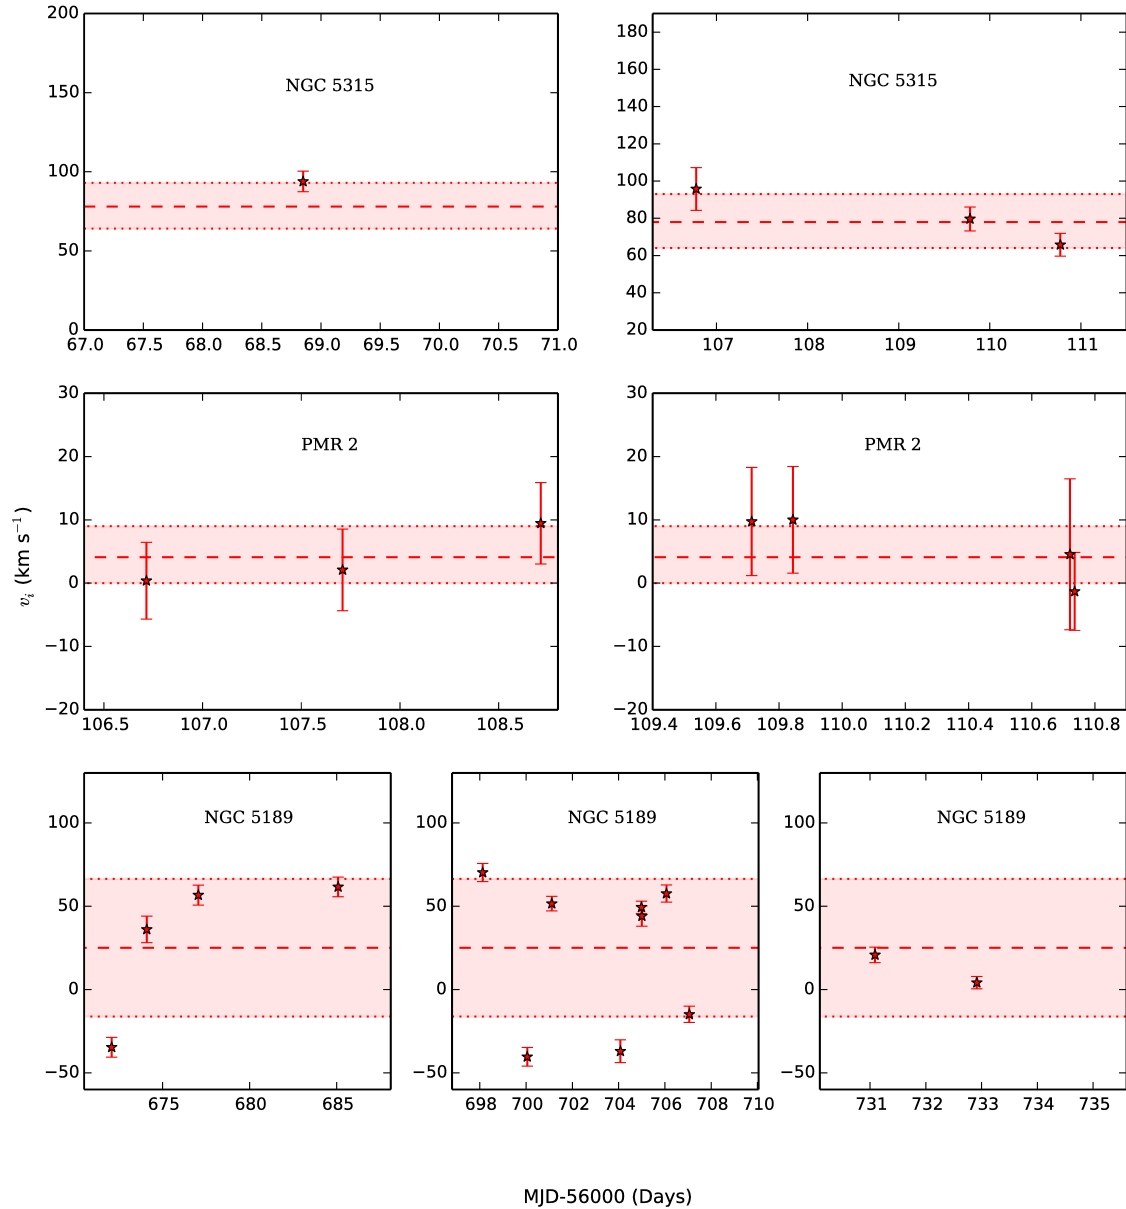 200
150
100
50
0
NGC 5315
67.0 67.5 68.0 68.5 69.0 69.5 70.0 70.5 71.0
180
160
140
120
100
80
60
40
20
NGC 5315
107 108 109 110 111
30
20
10
0
−10
−20
PMR 2
106.5 107.0 107.5 108.0 108.5
30
20
10
0
−10
−20
PMR 2
109.4 109.6 109.8 110.0 110.2 110.4 110.6 110.8
v_i (km s⁻¹)
100
50
0
−50
NGC 5189
675 680 685
100
50
0
−50
NGC 5189
698 700 702 704 706 708 710
100
50
0
−50
NGC 5189
731 732 733 734 735
MJD-56000 (Days)